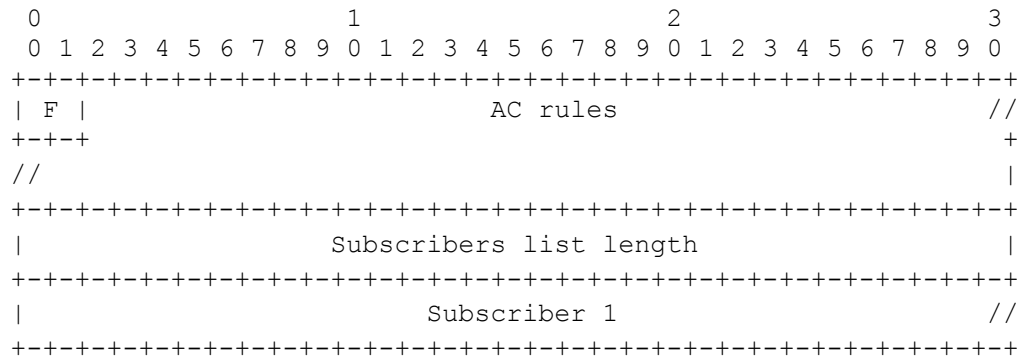 0                   1                   2                   3
 0 1 2 3 4 5 6 7 8 9 0 1 2 3 4 5 6 7 8 9 0 1 2 3 4 5 6 7 8 9 0
+-+-+-+-+-+-+-+-+-+-+-+-+-+-+-+-+-+-+-+-+-+-+-+-+-+-+-+-+-+-+-+
| F |                         AC rules                       //
+-+-+                                                         +
//                                                            |
+-+-+-+-+-+-+-+-+-+-+-+-+-+-+-+-+-+-+-+-+-+-+-+-+-+-+-+-+-+-+-+
|                   Subscribers list length                   |
+-+-+-+-+-+-+-+-+-+-+-+-+-+-+-+-+-+-+-+-+-+-+-+-+-+-+-+-+-+-+-+
|                         Subscriber 1                       //
+-+-+-+-+-+-+-+-+-+-+-+-+-+-+-+-+-+-+-+-+-+-+-+-+-+-+-+-+-+-+-+